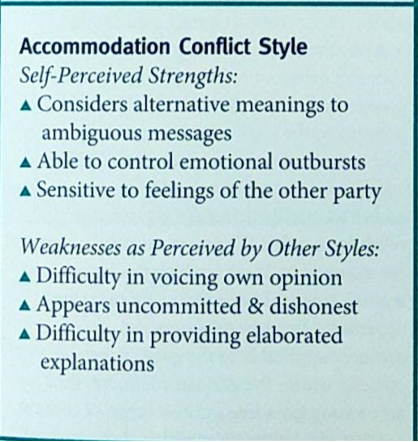 Accommodation Conflict Style
Self-Perceived Strengths:
▲ Considers alternative meanings to
ambiguous messages
▲ Able to control emotional outbursts
▲ Sensitive to feelings of the other party
Weaknesses as Perceived by Other Styles:
▲ Difficulty in voicing own opinion
▲ Appears uncommitted & dishonest
▲ Difficulty in providing elaborated
explanations